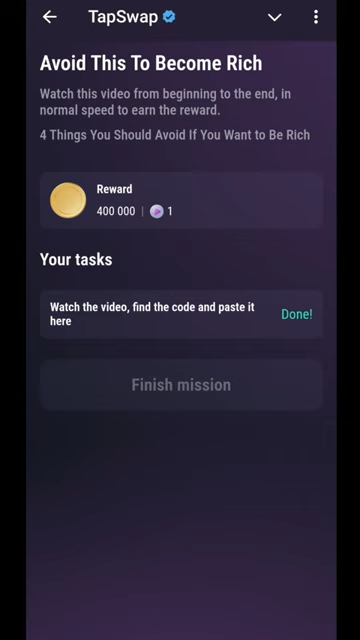 TapSwap
Avoid This To Become Rich
Watch this video from beginning to the end, in
normal speed to earn the reward.
4 Things You Should Avoid If You Want to Be Rich
Reward
400 000 | 1
Your tasks
Watch the video, find the code and paste it
here
Done!
Finish mission